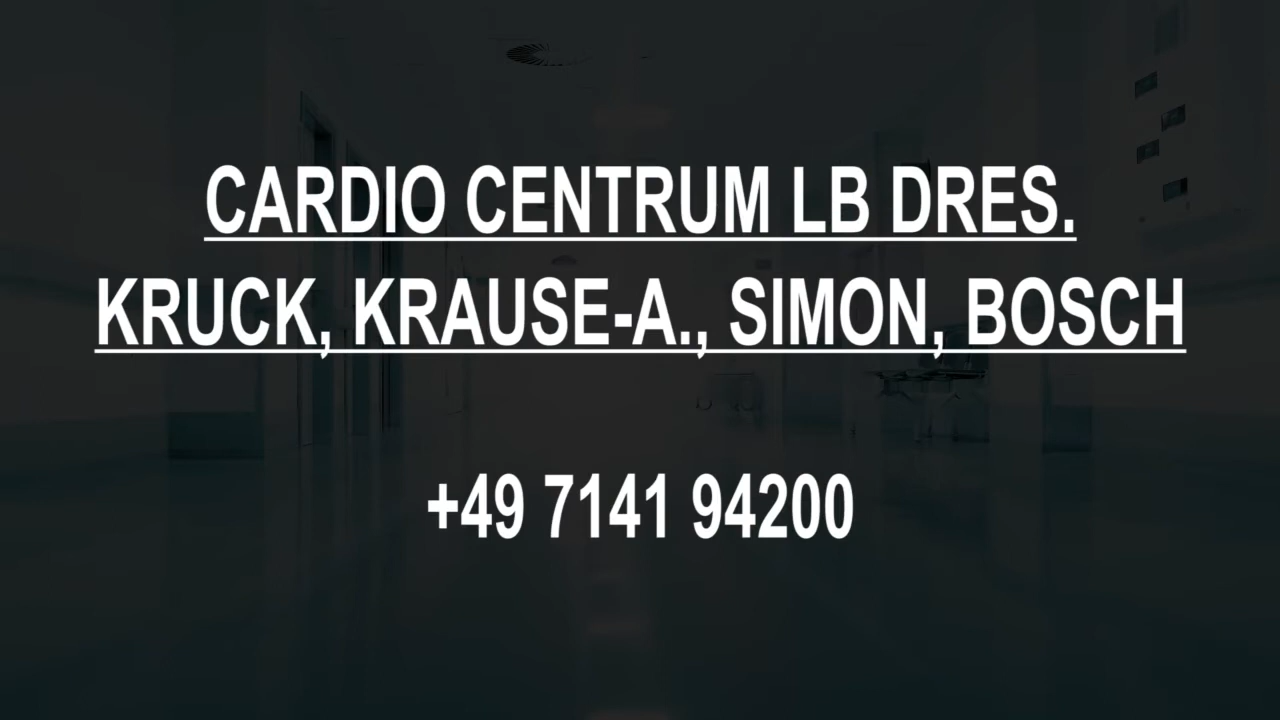 CARDIO CENTRUM LB DRES.
KRUCK, KRAUSE-A., SIMON, BOSCH
+49 7141 94200